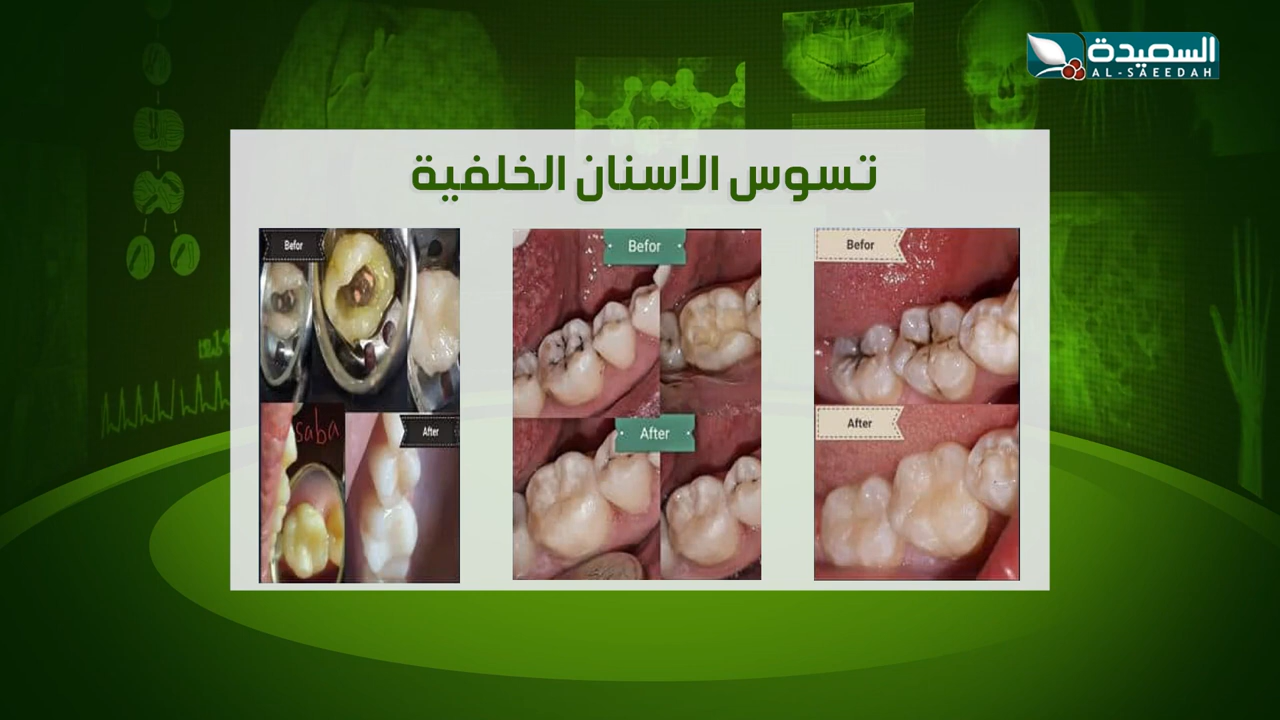 السعيدة
AL-SAEEDAH
تسوس الاسنان الخلفية
Befor
Befor
Befor
saba
After
After
After